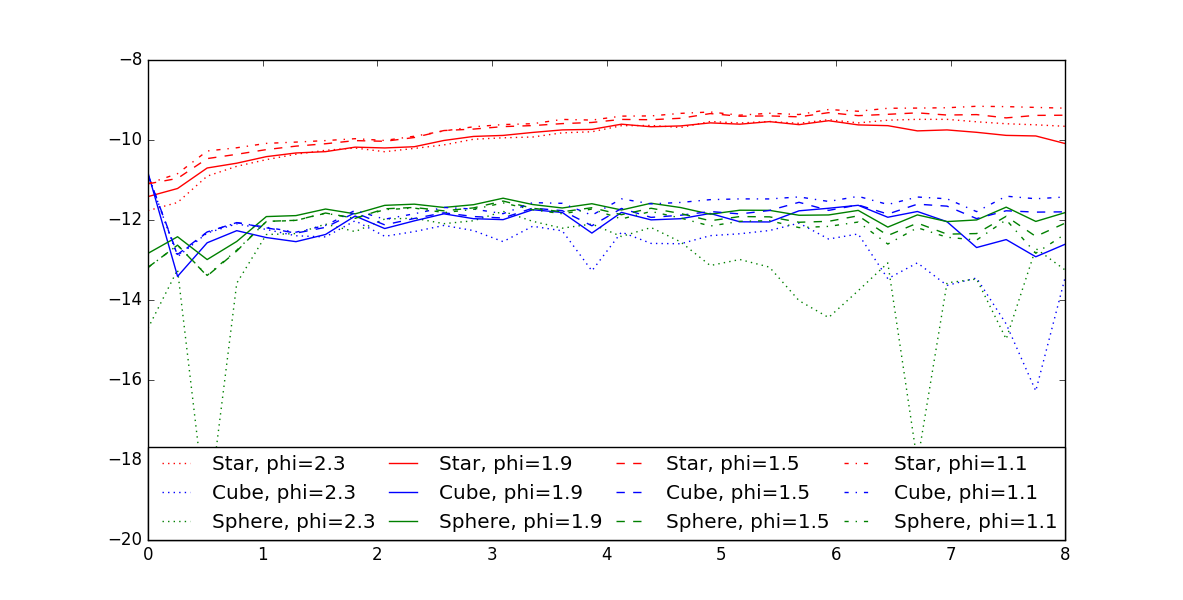 −8
−10
−12
−14
−16
−18
−20
Star, phi=2.3 Star, phi=1.9 Star, phi=1.5 Star, phi=1.1
Cube, phi=2.3 Cube, phi=1.9 Cube, phi=1.5 Cube, phi=1.1
Sphere, phi=2.3 Sphere, phi=1.9 Sphere, phi=1.5 Sphere, phi=1.1
0 1 2 3 4 5 6 7 8